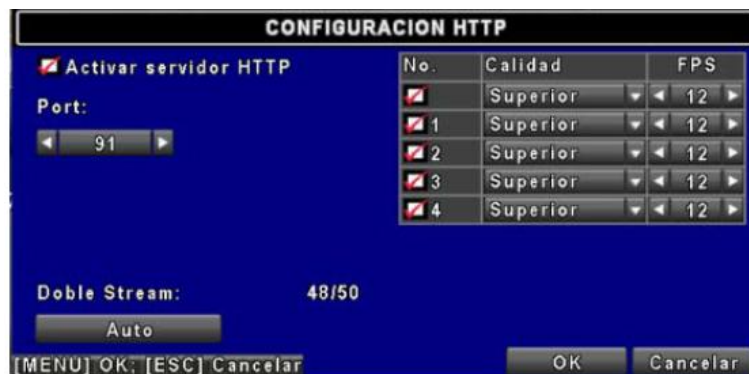 CONFIGURACION HTTP
Activar servidor HTTP
Port:
91
No. Calidad FPS
Superior 12
1 Superior 12
2 Superior 12
3 Superior 12
4 Superior 12
Doble Stream: 48/50
Auto
[MENU] OK; [ESC] Cancelar
OK Cancelar